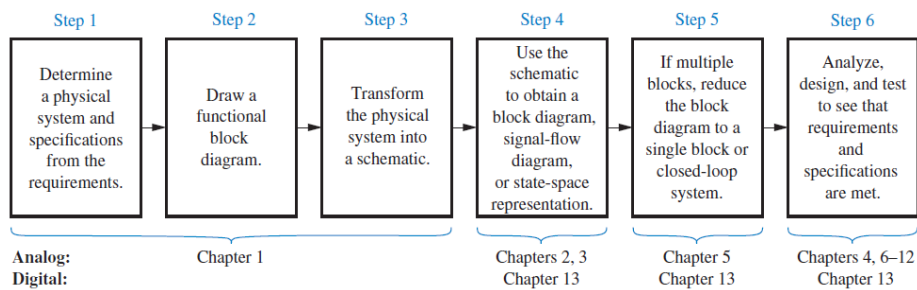 Step 1
Determine
a physical
system and
specifications
from the
requirements.
Step 2
Draw a
functional
block
diagram.
Step 3
Transform
the physical
system into
a schematic.
Step 4
Use the
schematic
to obtain a
block diagram,
signal-flow
diagram,
or state-space
representation.
Step 5
If multiple
blocks, reduce
the block
diagram to a
single block or
closed-loop
system.
Step 6
Analyze,
design, and test
to see that
requirements
and
specifications
are met.
Analog: Chapter 1 Chapters 2, 3 Chapter 5 Chapters 4, 6–12
Digital: Chapter 13 Chapter 13 Chapter 13